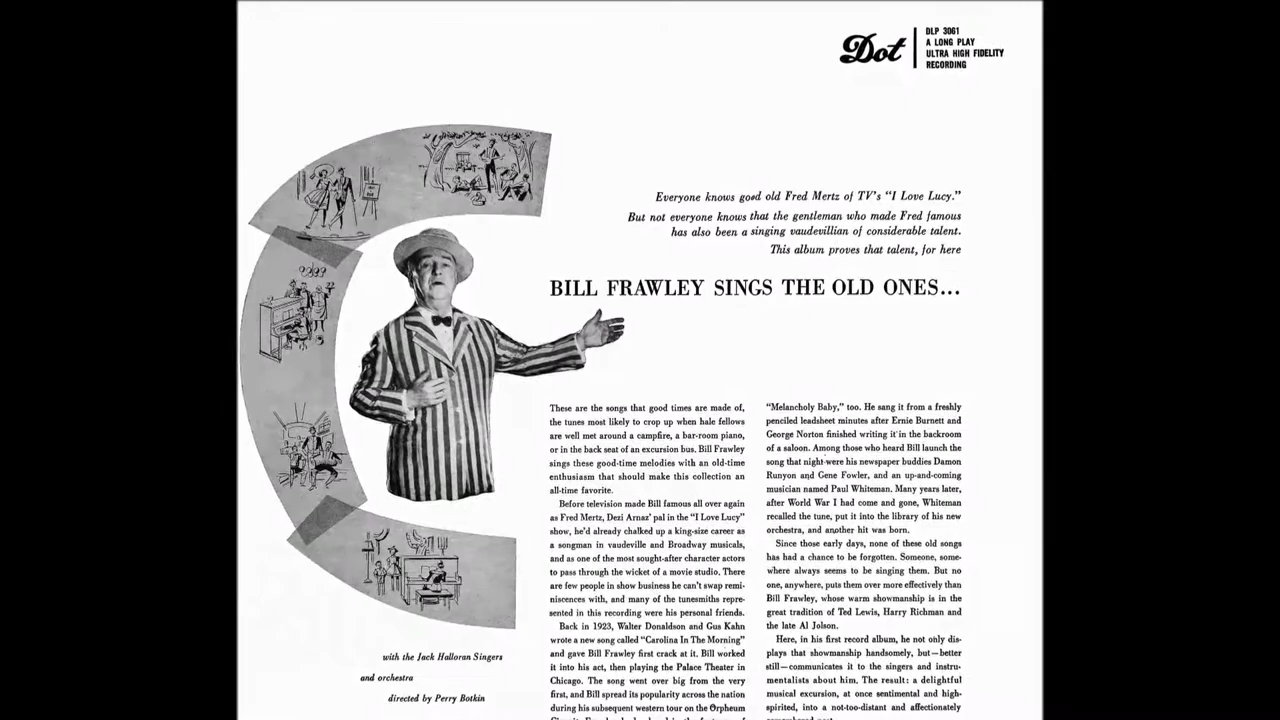 Dot
DLP 3061
A LONG PLAY
ULTRA HIGH FIDELITY
RECORDING
Everyone knows good old Fred Mertz of TV's “I Love Lucy.”
But not everyone knows that the gentleman who made Fred famous
has also been a singing vaudevillian of considerable talent.
This album proves that talent, for here
BILL FRAWLEY SINGS THE OLD ONES...
These are the songs that good times are made of,
the tunes most likely to crop up when hale fellows
are well met around a campfire, a bar-room piano,
or in the back seat of an excursion bus. Bill Frawley
sings these good-time melodies with an old-time
enthusiasm that should make this collection an
all-time favorite.
Before television made Bill famous all over again
as Fred Mertz, Dezi Arnaz' pal in the “I Love Lucy”
show, he'd already chalked up a king-size career as
a songman in vaudeville and Broadway musicals,
and as one of the most sought-after character actors
to pass through the wicket of a movie studio. There
are few people in show business he can't swap remi-
niscences with, and many of the tunesmiths repre-
sented in this recording were his personal friends.
Back in 1923, Walter Donaldson and Gus Kahn
wrote a new song called “Carolina In The Morning”
and gave Bill Frawley first crack at it. Bill worked
it into his act, then playing the Palace Theater in
Chicago. The song went over big from the very
first, and Bill spread its popularity across the nation
during his subsequent western tour on the Orpheum
“Melancholy Baby,” too. He sang it from a freshly
penciled leadsheet minutes after Ernie Burnett and
George Norton finished writing it in the backroom
of a saloon. Among those who heard Bill launch the
song that night were his newspaper buddies Damon
Runyon and Gene Fowler, and an up-and-coming
musician named Paul Whiteman. Many years later,
after World War I had come and gone, Whiteman
recalled the tune, put it into the library of his new
orchestra, and another hit was born.
Since those early days, none of these old songs
has had a chance to be forgotten. Someone, some-
where always seems to be singing them. But no
one, anywhere, puts them over more effectively than
Bill Frawley, whose warm showmanship is in the
great tradition of Ted Lewis, Harry Richman and
the late Al Jolson.
Here, in his first record album, he not only dis-
plays that showmanship handsomely, but—better
still—communicates it to the singers and instru-
mentalists about him. The result: a delightful
musical excursion, at once sentimental and high-
spirited, into a not-too-distant and affectionately
with the Jack Halloran Singers
and orchestra
directed by Perry Botkin